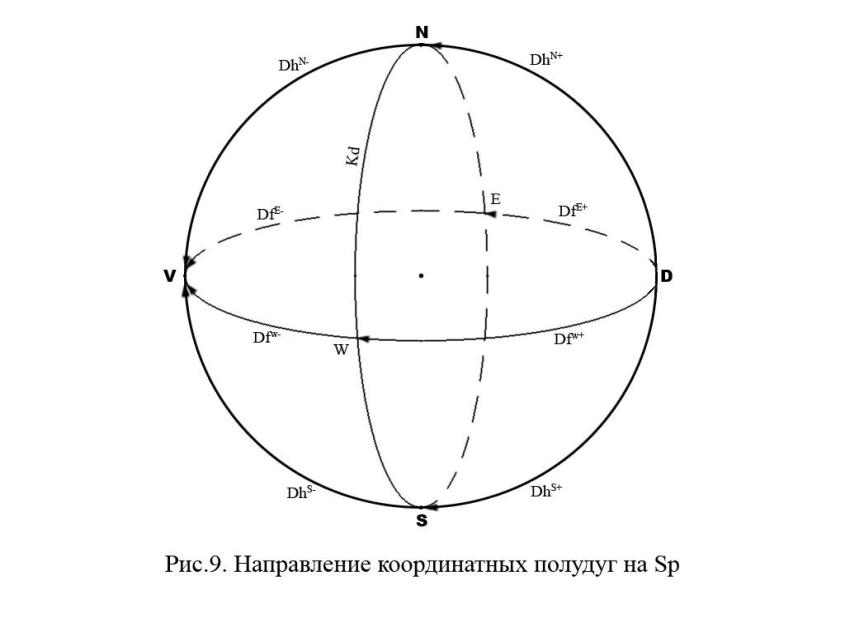 N
Dhᴺ⁻
Dhᴺ⁺
Kd
E
Dfᴱ⁻
Dfᴱ⁺
V
D
Dfʷ⁻
W
Dfʷ⁺
Dhˢ⁻
Dhˢ⁺
S
Рис.9. Направление координатных полудуг на Sp